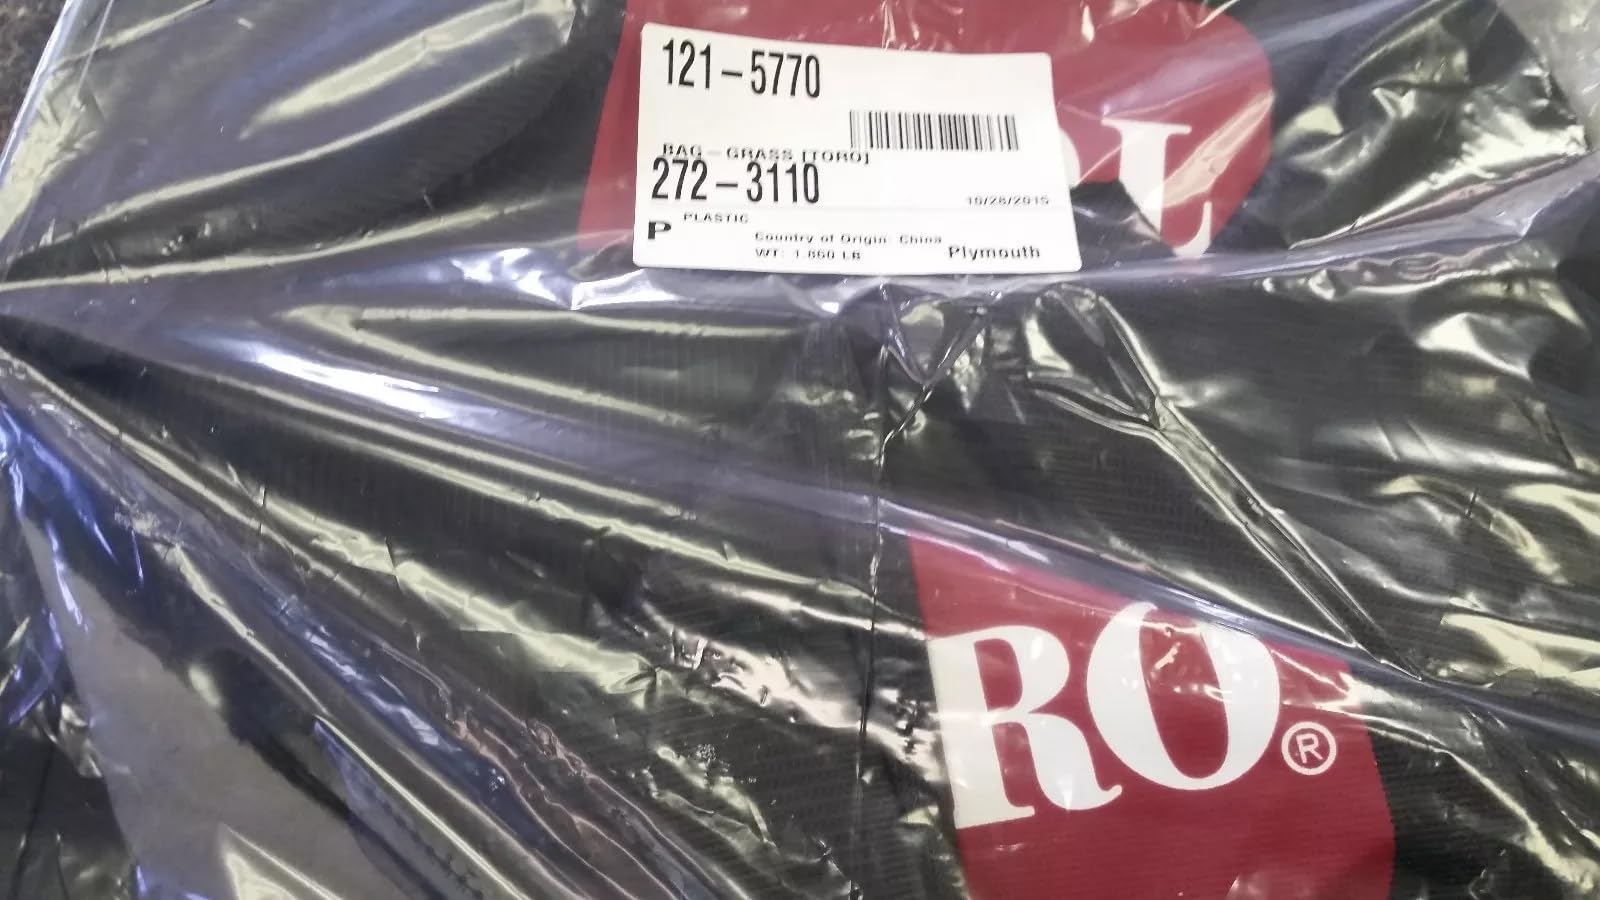 121-5770
BAG - GRASS [TORO]
272-3110
10/28/2015
P PLASTIC
Country of Origin: China
WT: 1.860 LB
Plymouth
RO®